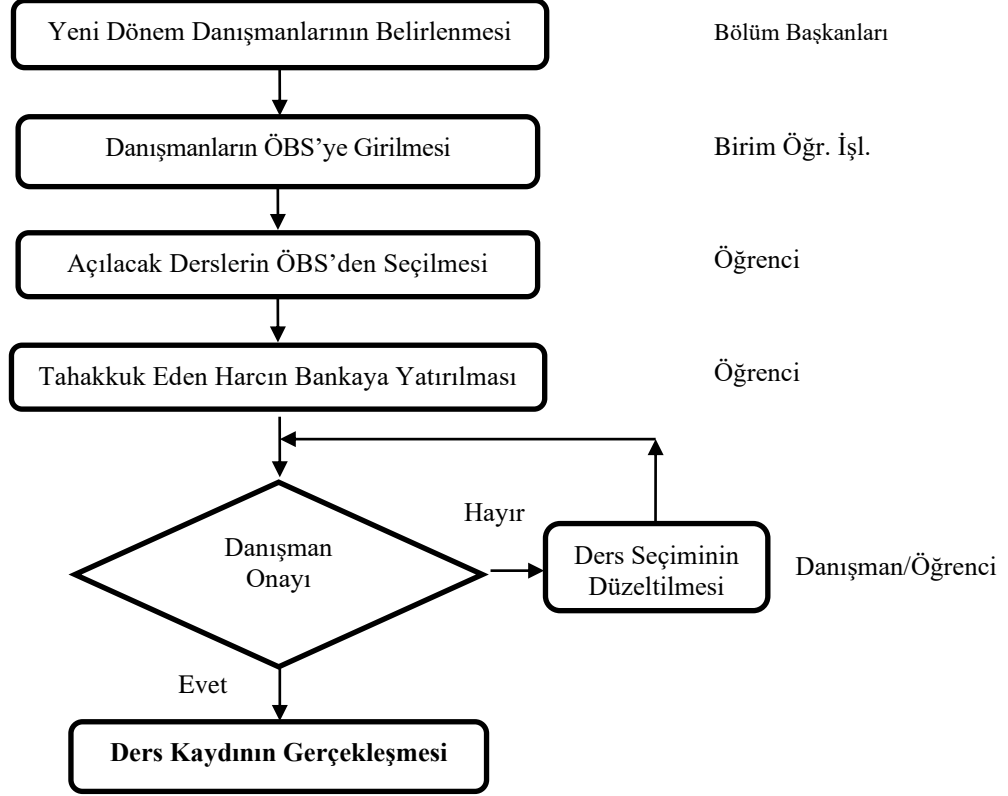 Yeni Dönem Danışmanlarının Belirlenmesi
Bölüm Başkanları
Danışmanların ÖBS’ye Girilmesi
Birim Öğr. İşl.
Açılacak Derslerin ÖBS’den Seçilmesi
Öğrenci
Tahakkuk Eden Harcın Bankaya Yatırılması
Öğrenci
Danışman
Onayı
Hayır
Ders Seçiminin
Düzeltilmesi
Danışman/Öğrenci
Evet
Ders Kaydının Gerçekleşmesi